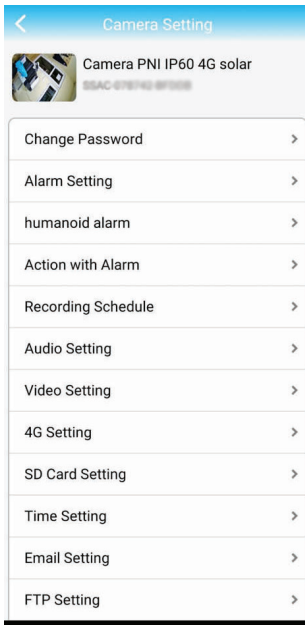 Camera Setting
Camera PNI IP60 4G solar
Change Password
Alarm Setting
humanoid alarm
Action with Alarm
Recording Schedule
Audio Setting
Video Setting
4G Setting
SD Card Setting
Time Setting
Email Setting
FTP Setting